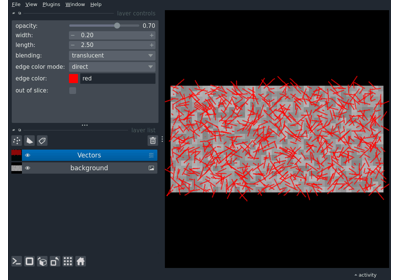 File View Plugins Window Help
layer controls
opacity: 0.70
width: 0.20
length: 2.50
blending: translucent
edge color mode: direct
edge color: red
out of slice:
layer list
Vectors
background
activity